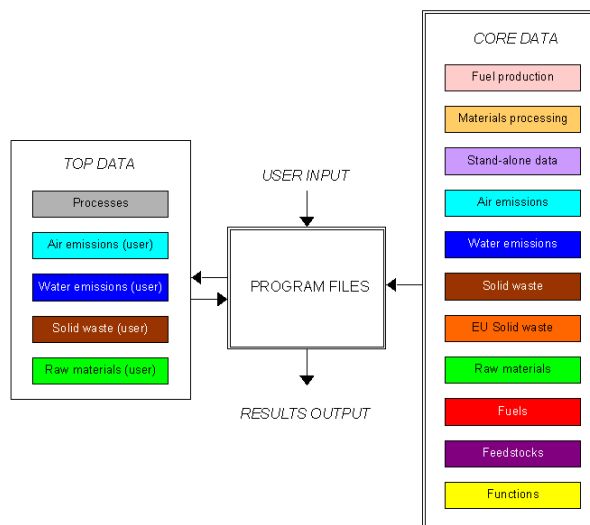 TOP DATA
Processes
Air emissions (user)
Water emissions (user)
Solid waste (user)
Raw materials (user)
USER INPUT
PROGRAM FILES
RESULTS OUTPUT
CORE DATA
Fuel production
Materials processing
Stand-alone data
Air emissions
Water emissions
Solid waste
EU Solid waste
Raw materials
Fuels
Feedstocks
Functions